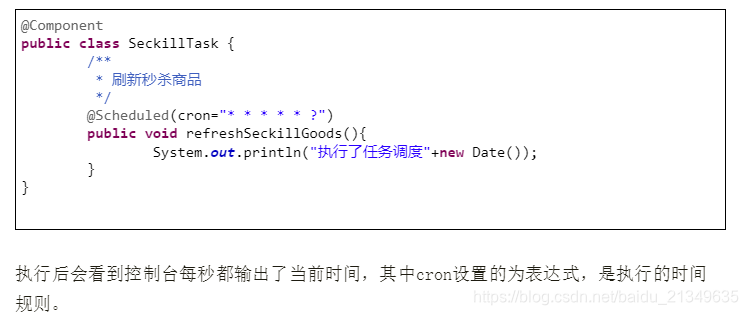 @Component
public class SeckillTask {
/**
* 刷新秒杀商品
*/
@Scheduled(cron="* * * * * ?")
public void refreshSeckillGoods(){
System.out.println("执行了任务调度"+new Date());
}
}
执行后会看到控制台每秒都输出了当前时间，其中cron设置的为表达式，是执行的时间
规则。
https://blog.csdn.net/baidu_21349635